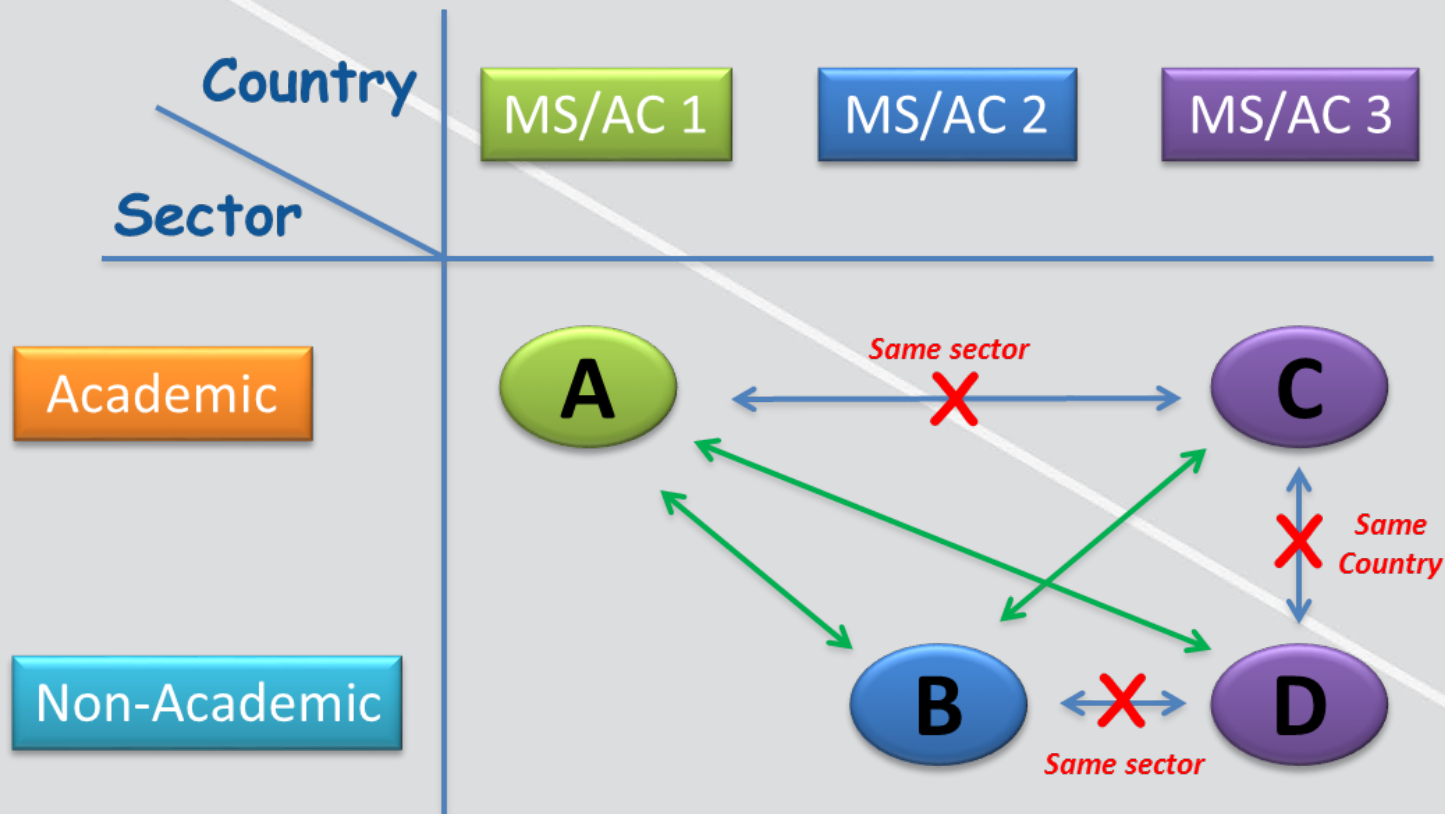 Country
MS/AC 1
MS/AC 2
MS/AC 3
Sector
Academic
A
Same sector
C
Same
Country
Non-Academic
B
D
Same sector